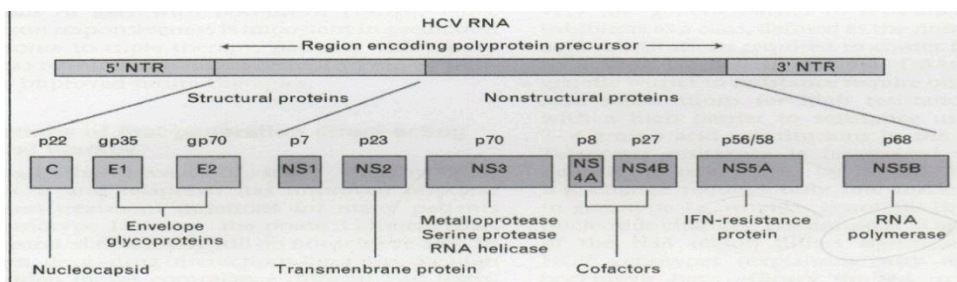 HCV RNA
Region encoding polyprotein precursor
5' NTR
3' NTR
Structural proteins
Nonstructural proteins
p22 gp35 gp70 p7 p23 p70 p8 p27 p56/58 p68
C E1 E2 NS1 NS2 NS3 NS 4A NS4B NS5A NS5B
Envelope
glycoproteins
Metalloprotease
Serine protease
RNA helicase
IFN-resistance
protein
RNA
polymerase
Nucleocapsid
Transmenbrane protein
Cofactors